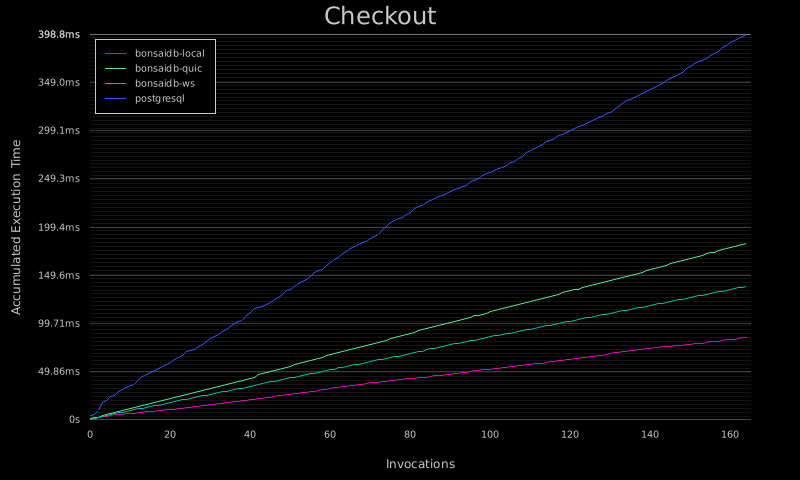 Checkout
398.8ms
349.0ms
299.1ms
249.3ms
199.4ms
149.6ms
99.71ms
49.86ms
0s
bonsaidb-local
bonsaidb-quic
bonsaidb-ws
postgresql
Accumulated Execution Time
0 20 40 60 80 100 120 140 160
Invocations